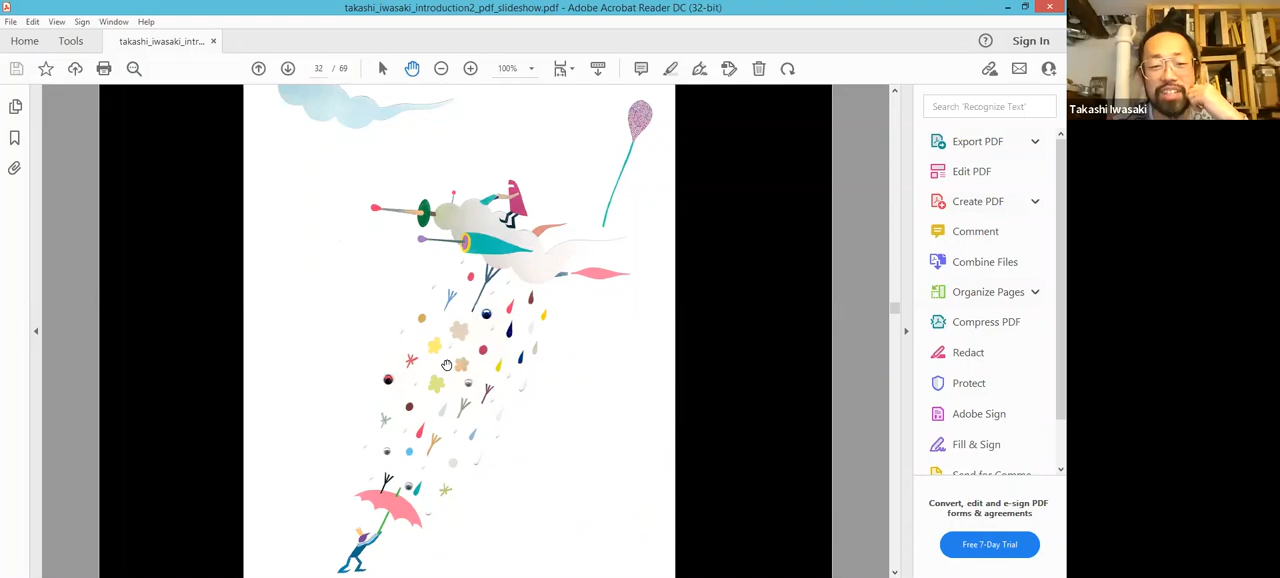 takashi_iwasaki_introduction2_pdf_slideshow.pdf - Adobe Acrobat Reader DC (32-bit)
File Edit View Sign Window Help
Home Tools takashi_iwasaki_intr... Sign In
32 / 69 100%
Takashi Iwasaki
Search 'Recognize Text'
Export PDF
Edit PDF
Create PDF
Comment
Combine Files
Organize Pages
Compress PDF
Redact
Protect
Adobe Sign
Fill & Sign
Send for Comme
Convert, edit and e-sign PDF
forms & agreements
Free 7-Day Trial